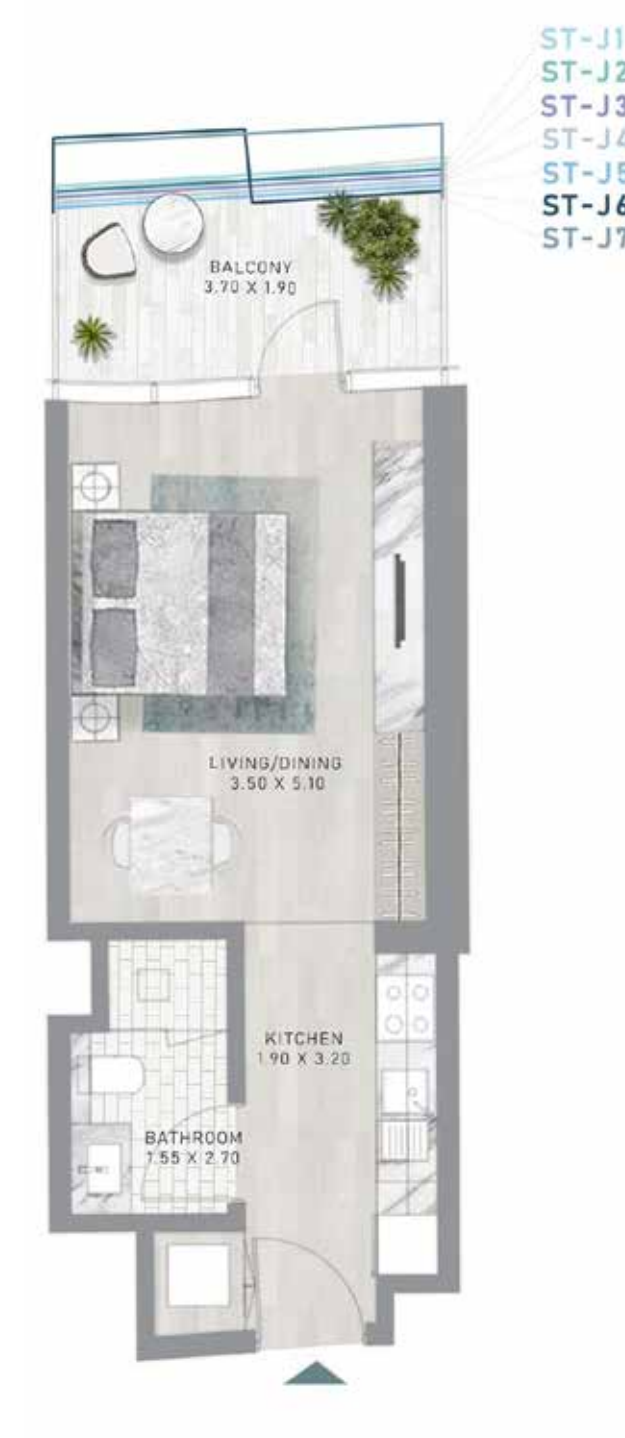 ST-J1
ST-J2
ST-J3
ST-J4
ST-J5
ST-J6
ST-J7
BALCONY
3.70 X 1.90
LIVING/DINING
3.50 X 5.10
KITCHEN
1.90 X 3.20
BATHROOM
1.55 X 2.70